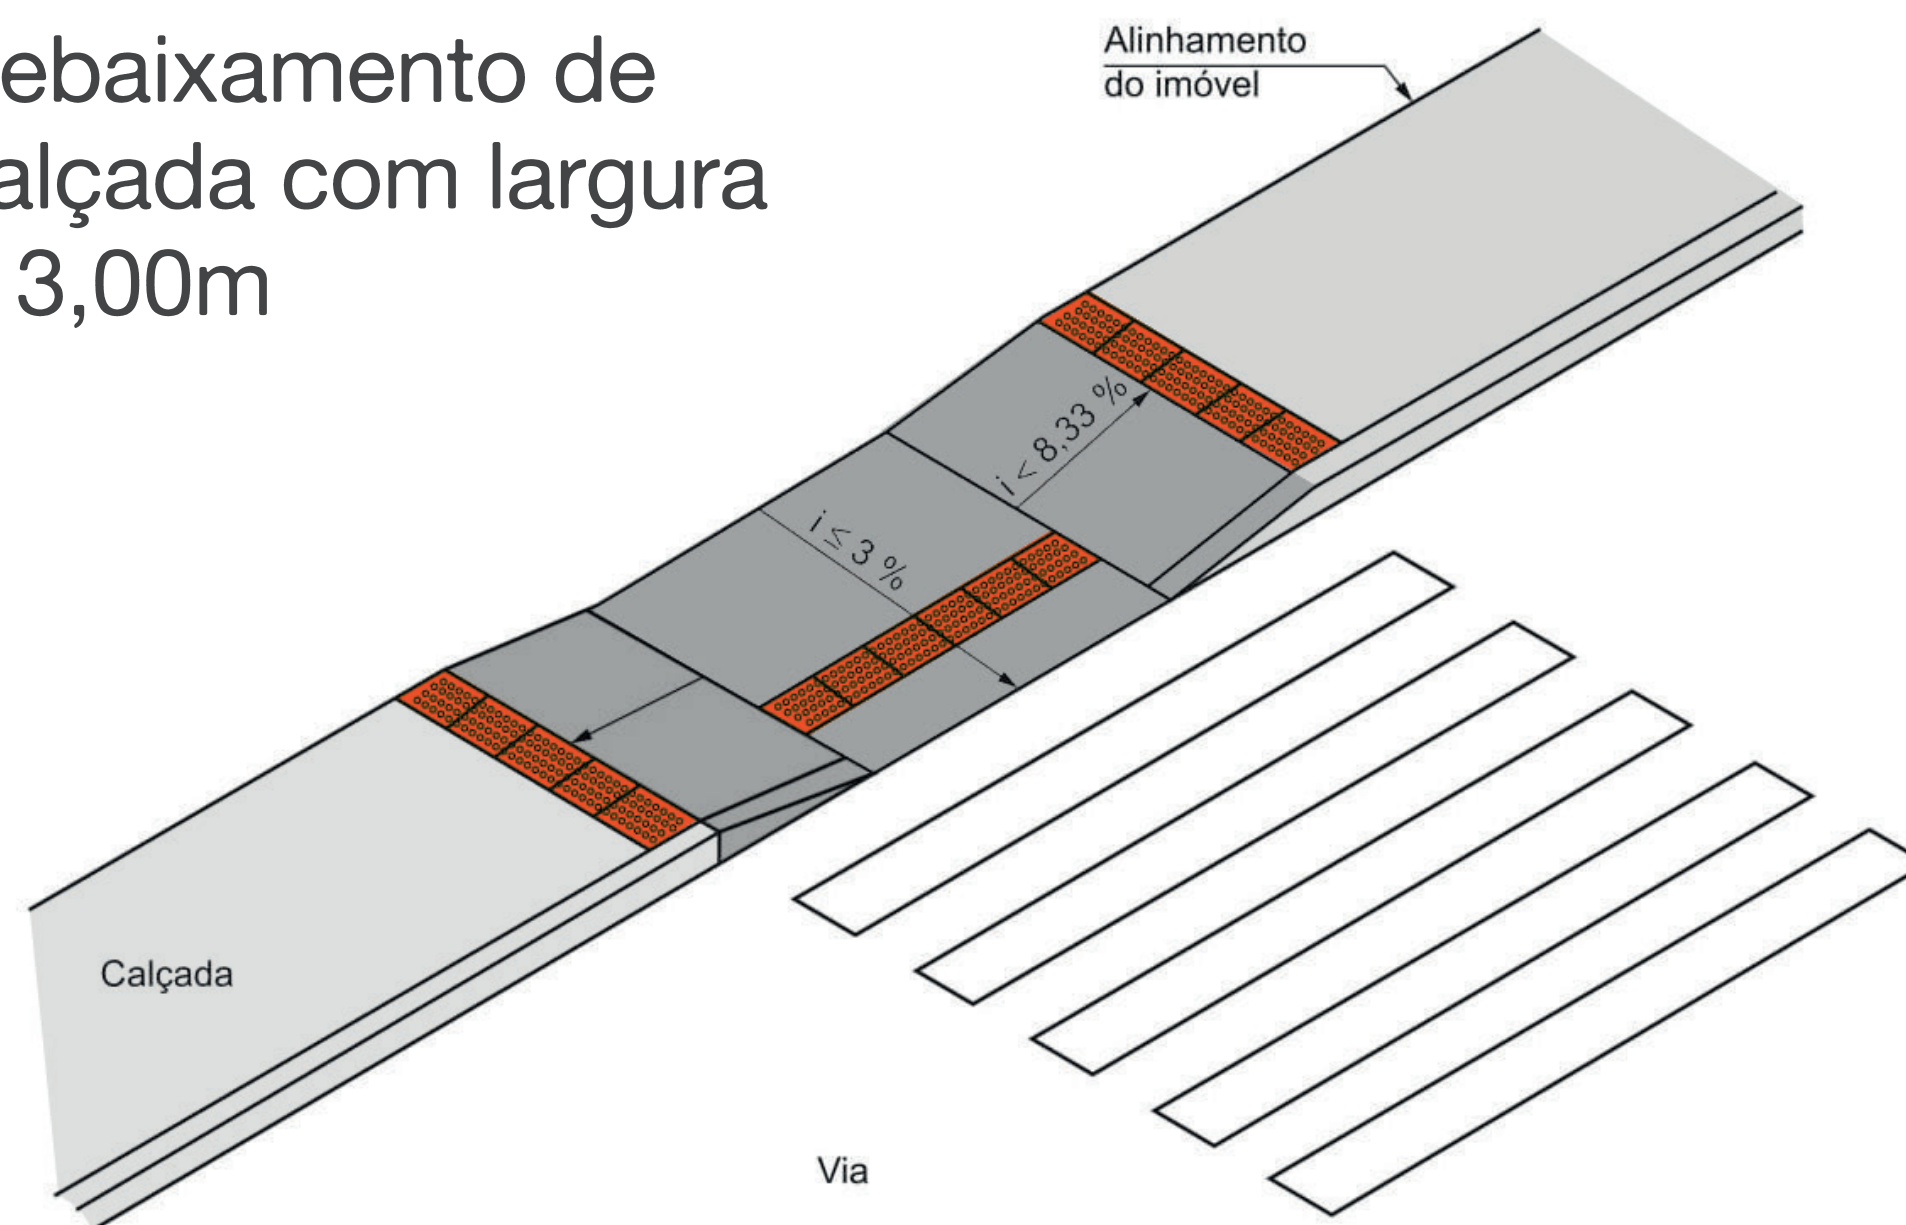 ebaixamento de
alçada com largura
3,00m
Alinhamento
do imóvel
i < 8,33 %
i ≤ 3 %
Calçada
Via